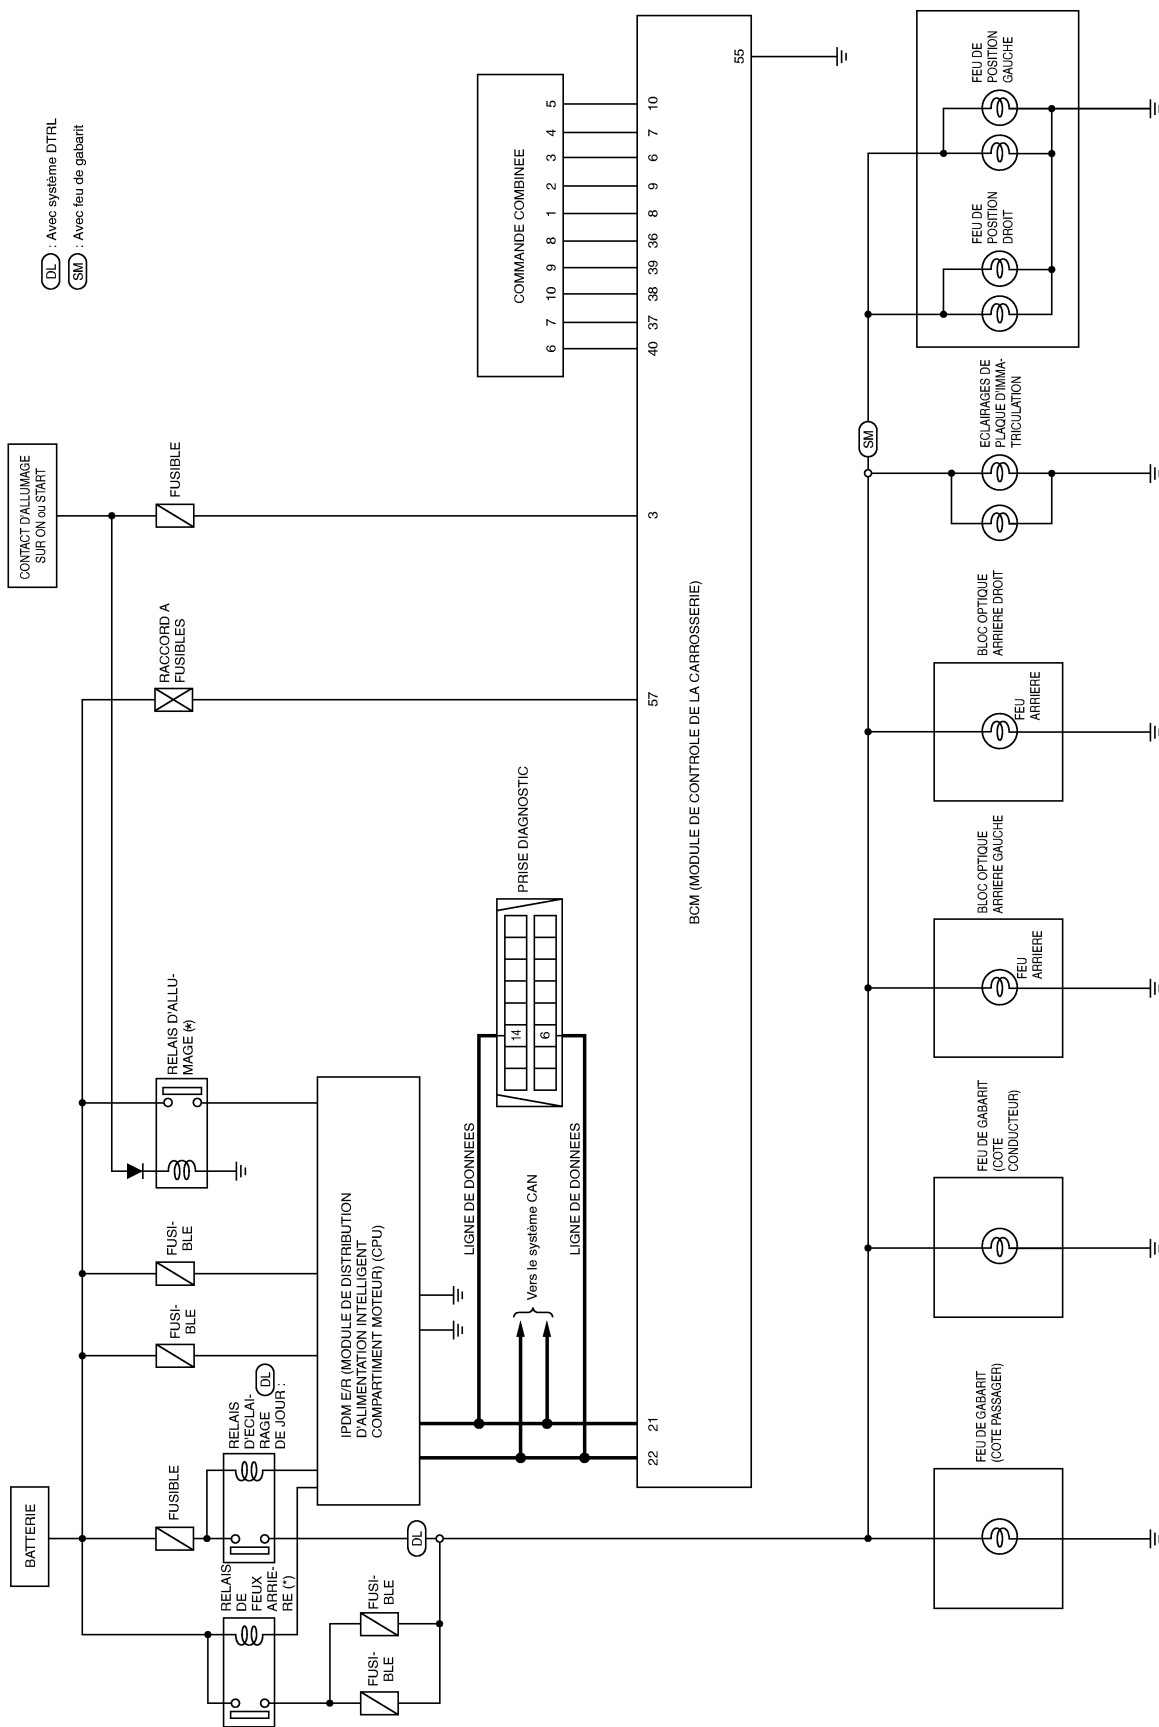 BATTERIE
CONTACT D'ALLUMAGE
SUR ON ou START
DL : Avec système DTRL
SM : Avec feu de gabarit
FUSIBLE
RELAIS
D'ECLAI-
RAGE DL
DE JOUR :
FUSI-
BLE
FUSI-
BLE
RELAIS D'ALLU-
MAGE (*)
RACCORD A
FUSIBLES
FUSIBLE
RELAIS
DE
FEUX
ARRIE-
RE (*)
FUSI-
BLE
FUSI-
BLE
DL
IPDM E/R (MODULE DE DISTRIBUTION
D'ALIMENTATION INTELLIGENT
COMPARTIMENT MOTEUR) (CPU)
LIGNE DE DONNEES
Vers le système CAN
LIGNE DE DONNEES
PRISE DIAGNOSTIC
14
6
COMMANDE COMBINEE
6 7 10 9 8 1 2 3 4 5
22 21 57 3 40 37 38 39 36 8 9 6 7 10 55
BCM (MODULE DE CONTROLE DE LA CARROSSERIE)
SM
FEU DE GABARIT
(COTE PASSAGER)
FEU DE GABARIT
(COTE
CONDUCTEUR)
BLOC OPTIQUE
ARRIERE GAUCHE
FEU
ARRIERE
BLOC OPTIQUE
ARRIERE DROIT
FEU
ARRIERE
ECLAIRAGES DE
PLAQUE D'IMMA-
TRICULATION
FEU DE
POSITION
DROIT
FEU DE
POSITION
GAUCHE